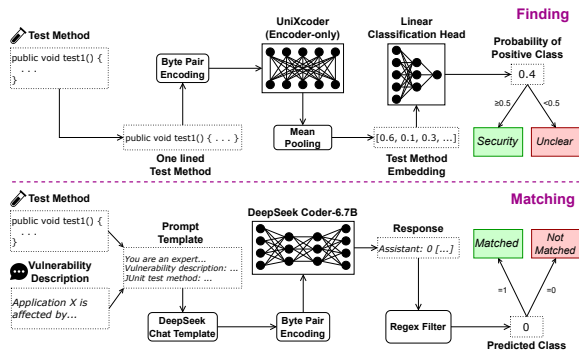 Finding
Test Method
public void test1() {
. . .
}
Byte Pair
Encoding
UniXcoder
(Encoder-only)
Linear
Classification Head
Probability of
Positive Class
0.4
≥0.5
<0.5
public void test1() { . . . }
One lined
Test Method
Mean
Pooling
[0.6, 0.1, 0.3, ...]
Test Method
Embedding
Security
Unclear
Matching
Test Method
public void test1() {
. . .
}
Vulnerability
Description
Application X is
affected by...
Prompt
Template
You are an expert...
Vulnerability description: ...
JUnit test method: ...
DeepSeek
Chat Template
Byte Pair
Encoding
DeepSeek Coder-6.7B
Response
Assistant: 0 [...]
Regex Filter
Matched
Not
Matched
=1
=0
0
Predicted Class